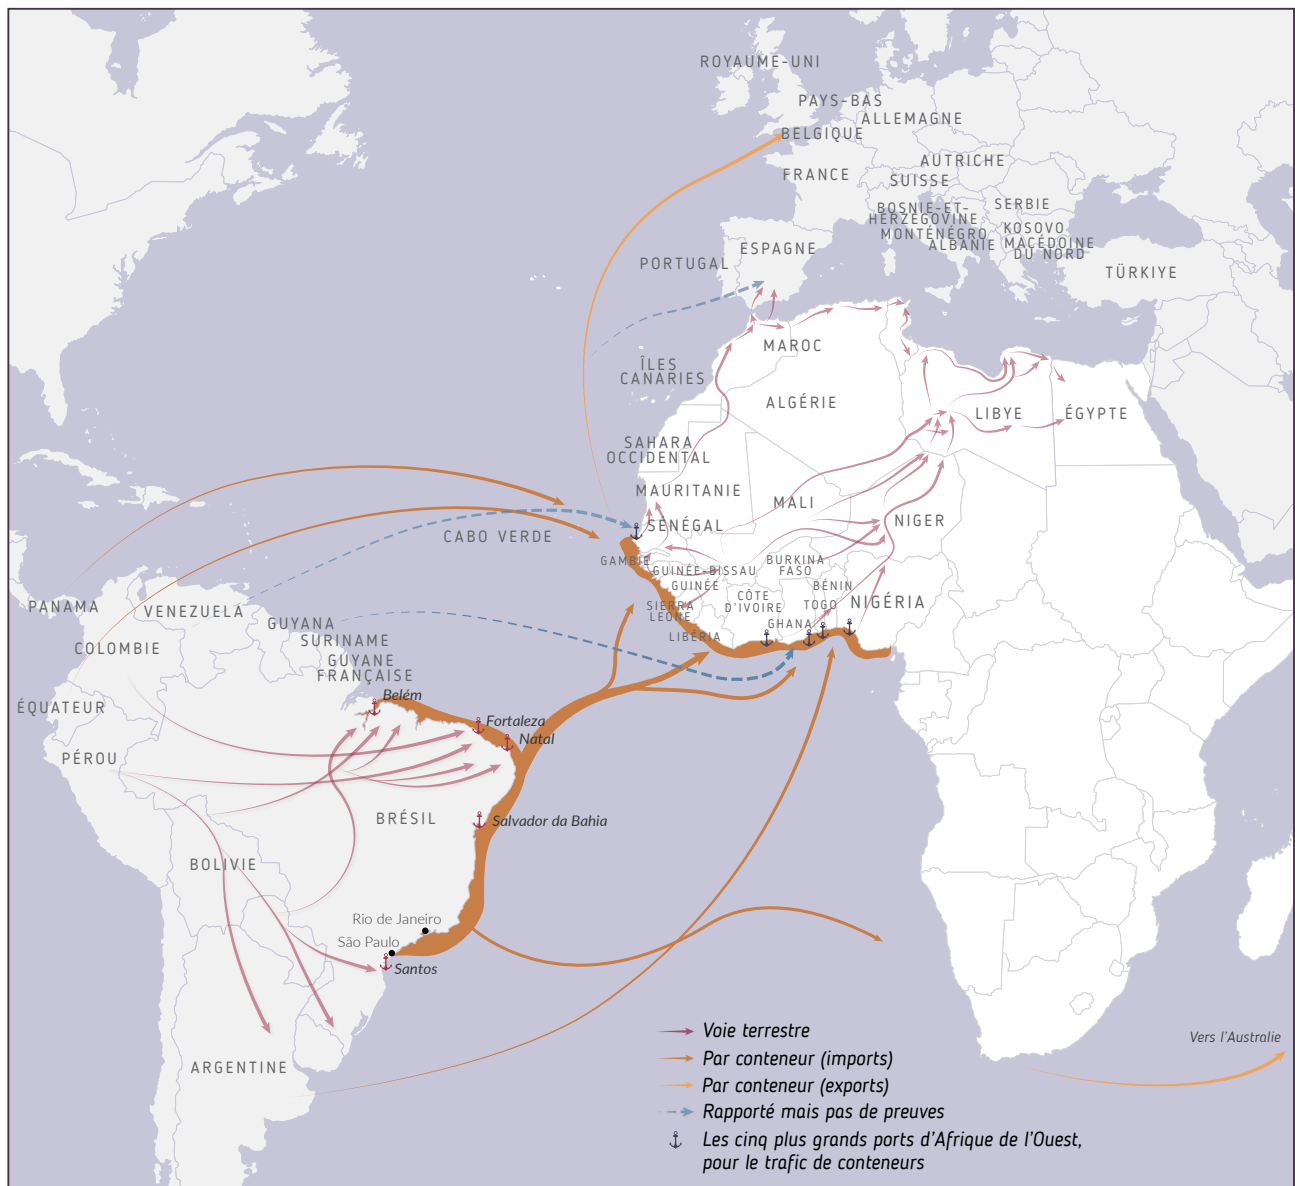 ROYAUME-UNI
PAYS-BAS
ALLEMAGNE
BELGIQUE
AUTRICHE
FRANCE
SUISSE
BOSNIE-ET-
HERZÉGOVINE
SERBIE
MONTÉNÉGRO
KOSOVO
ALBANIE
MACÉDOINE
DU NORD
ESPAGNE
PORTUGAL
TÜRKIYE
MAROC
ÎLES
CANARIES
ALGÉRIE
LIBYE
ÉGYPTE
SAHARA
OCCIDENTAL
MAURITANIE
MALI
NIGER
SÉNÉGAL
CABO VERDE
GAMBIE
GUINÉE-BISSAU
GUINÉE
BURKINA
FASO
BÉNIN
CÔTE
D'IVOIRE
TOGO
NIGÉRIA
SIERRA
LEONE
GHANA
LIBÉRIA
PANAMA
VENEZUELA
GUYANA
SURINAME
COLOMBIE
GUYANE
FRANÇAISE
ÉQUATEUR
Belém
Fortaleza
Natal
PÉROU
BRÉSIL
Salvador da Bahia
BOLIVIE
Rio de Janeiro
São Paulo
Santos
ARGENTINE
Vers l'Australie
Voie terrestre
Par conteneur (imports)
Par conteneur (exports)
Rapporté mais pas de preuves
Les cinq plus grands ports d'Afrique de l'Ouest,
pour le trafic de conteneurs